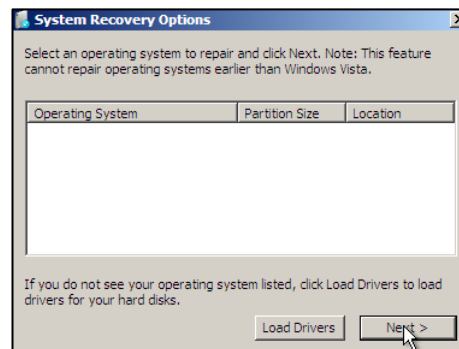 System Recovery Options
Select an operating system to repair and click Next. Note: This feature
cannot repair operating systems earlier than Windows Vista.
Operating System Partition Size Location
If you do not see your operating system listed, click Load Drivers to load
drivers for your hard disks.
Load Drivers Next >